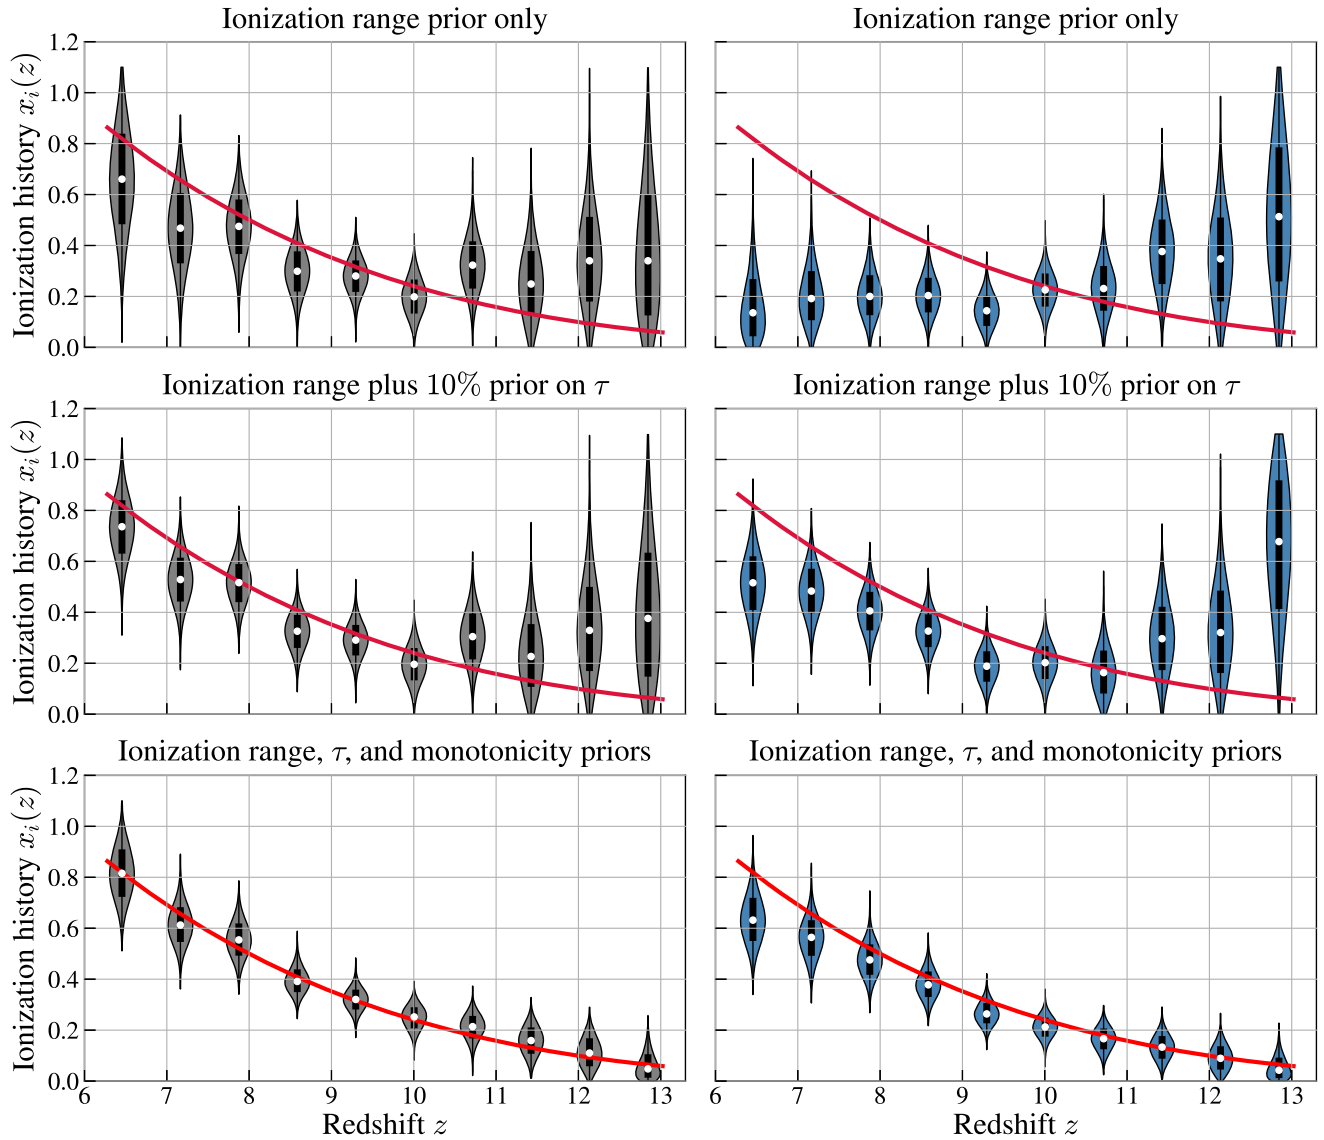 Ionization range prior only
Ionization range prior only
Ionization history xᵢ(z)
1.2
1.0
0.8
0.6
0.4
0.2
0.0
Ionization range plus 10% prior on τ
Ionization range plus 10% prior on τ
Ionization history xᵢ(z)
1.2
1.0
0.8
0.6
0.4
0.2
0.0
Ionization range, τ, and monotonicity priors
Ionization range, τ, and monotonicity priors
Ionization history xᵢ(z)
1.2
1.0
0.8
0.6
0.4
0.2
0.0
6 7 8 9 10 11 12 13
6 7 8 9 10 11 12 13
Redshift z
Redshift z